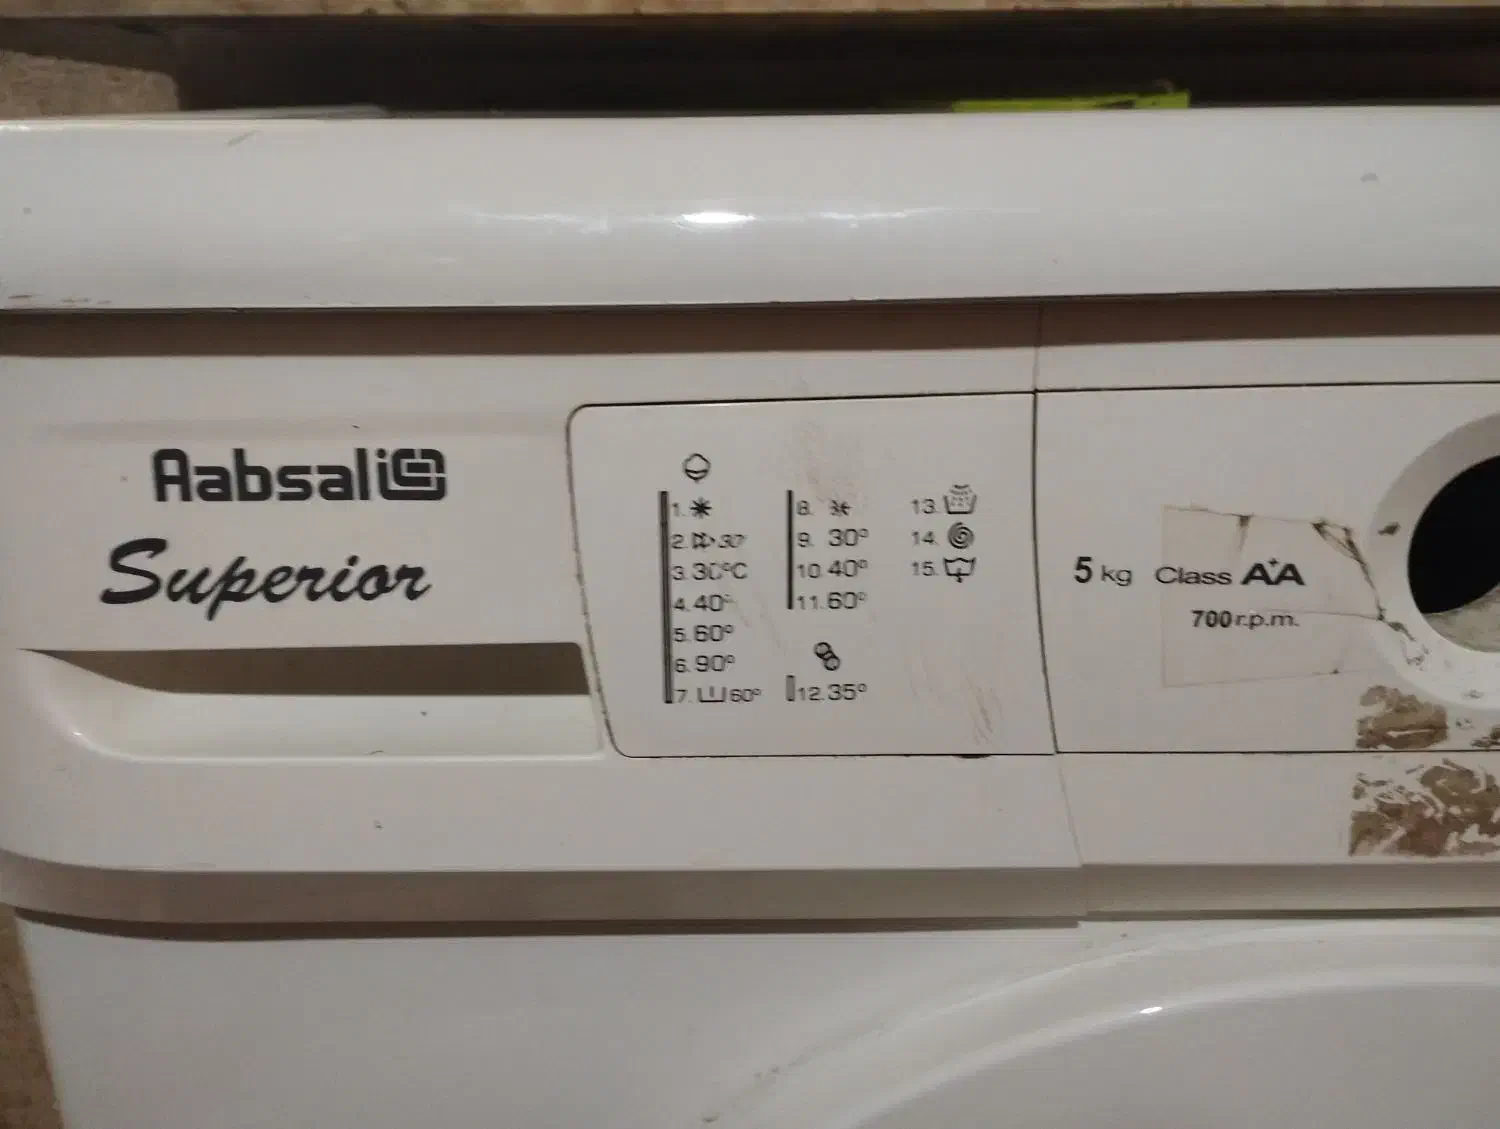 Aabsal
Superior
1.
2. 30°
3. 30°C
4. 40°
5. 60°
6. 90°
7. 60°
8.
9. 30°
10. 40°
11. 60°
12. 35°
13.
14.
15.
5 kg Class A+A
700 r.p.m.